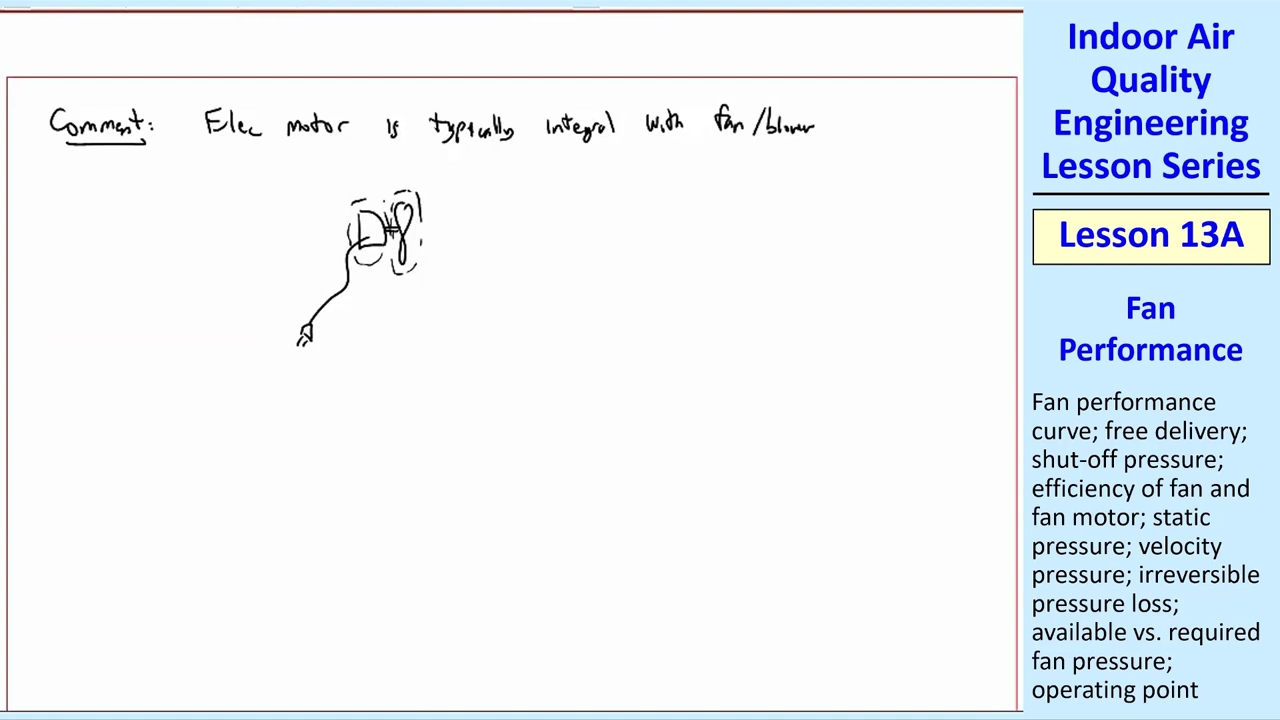 Comment: Elec motor is typically integral with fan/blower
Indoor Air
Quality
Engineering
Lesson Series
Lesson 13A
Fan
Performance
Fan performance
curve; free delivery;
shut-off pressure;
efficiency of fan and
fan motor; static
pressure; velocity
pressure; irreversible
pressure loss;
available vs. required
fan pressure;
operating point